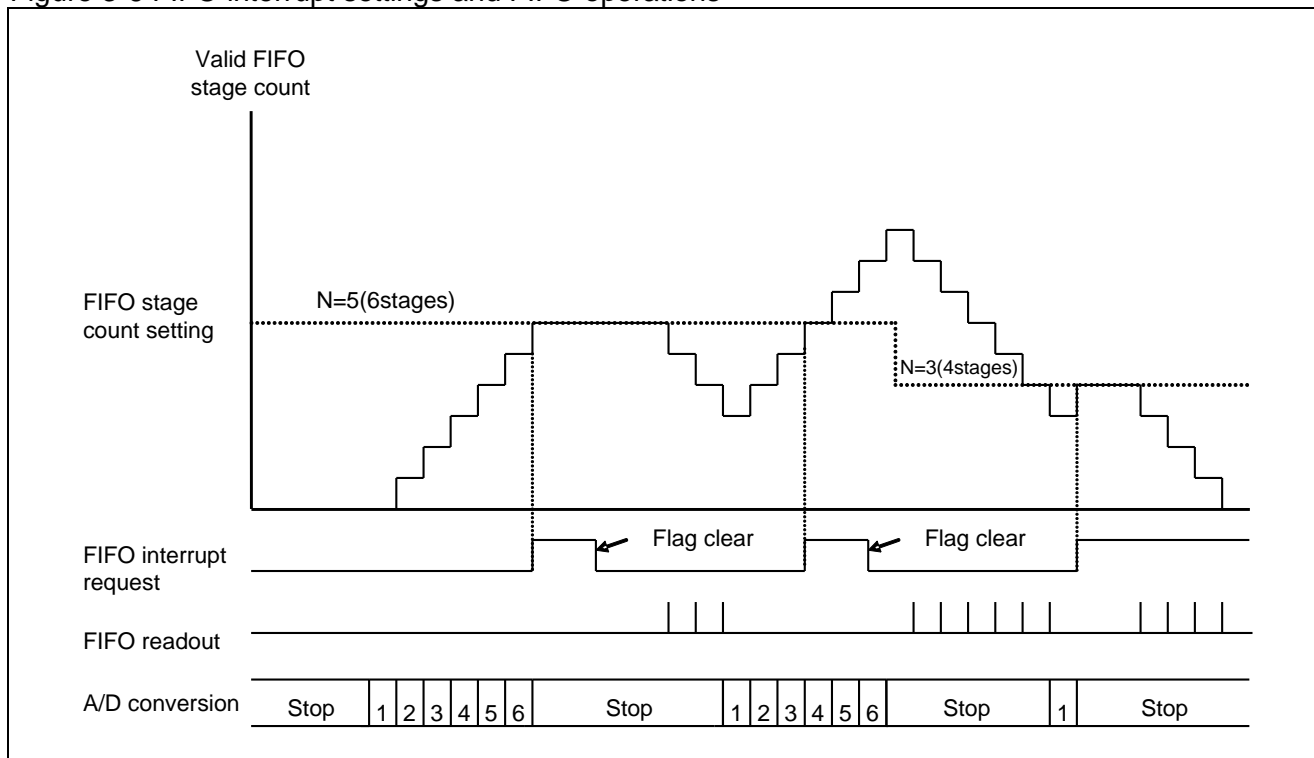 Valid FIFO
stage count
FIFO stage
count setting
N=5(6stages)
N=3(4stages)
FIFO interrupt
request
Flag clear
Flag clear
FIFO readout
A/D conversion
Stop 1 2 3 4 5 6 Stop 1 2 3 4 5 6 Stop 1 Stop